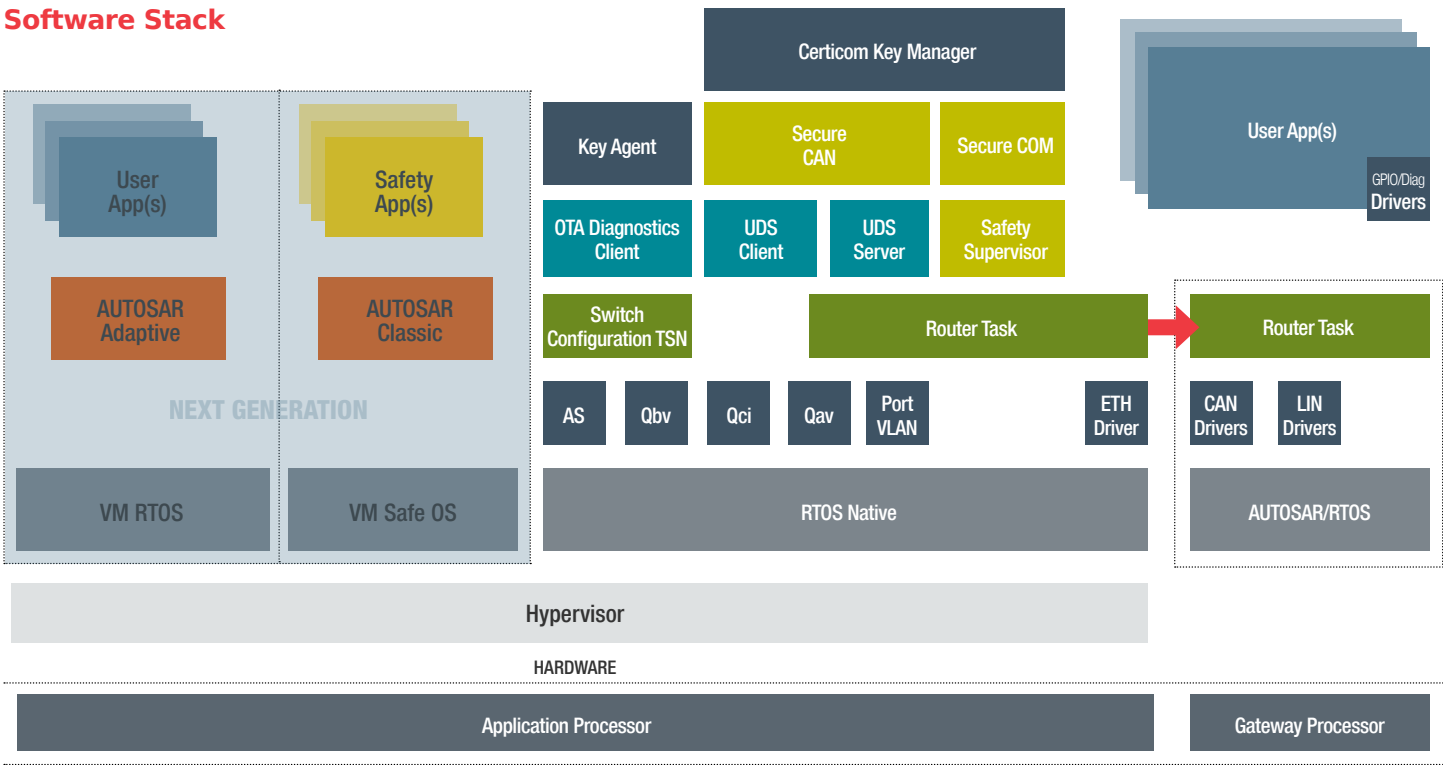 Software Stack
Certicom Key Manager
User
App(s)
Safety
App(s)
Key Agent
Secure
CAN
Secure COM
User App(s)
GPIO/Diag
Drivers
OTA Diagnostics
Client
UDS
Client
UDS
Server
Safety
Supervisor
AUTOSAR
Adaptive
AUTOSAR
Classic
Switch
Configuration TSN
Router Task
Router Task
NEXT GENERATION
AS
Qbv
Qci
Qav
Port
VLAN
ETH
Driver
CAN
Drivers
LIN
Drivers
VM RTOS
VM Safe OS
RTOS Native
AUTOSAR/RTOS
Hypervisor
HARDWARE
Application Processor
Gateway Processor